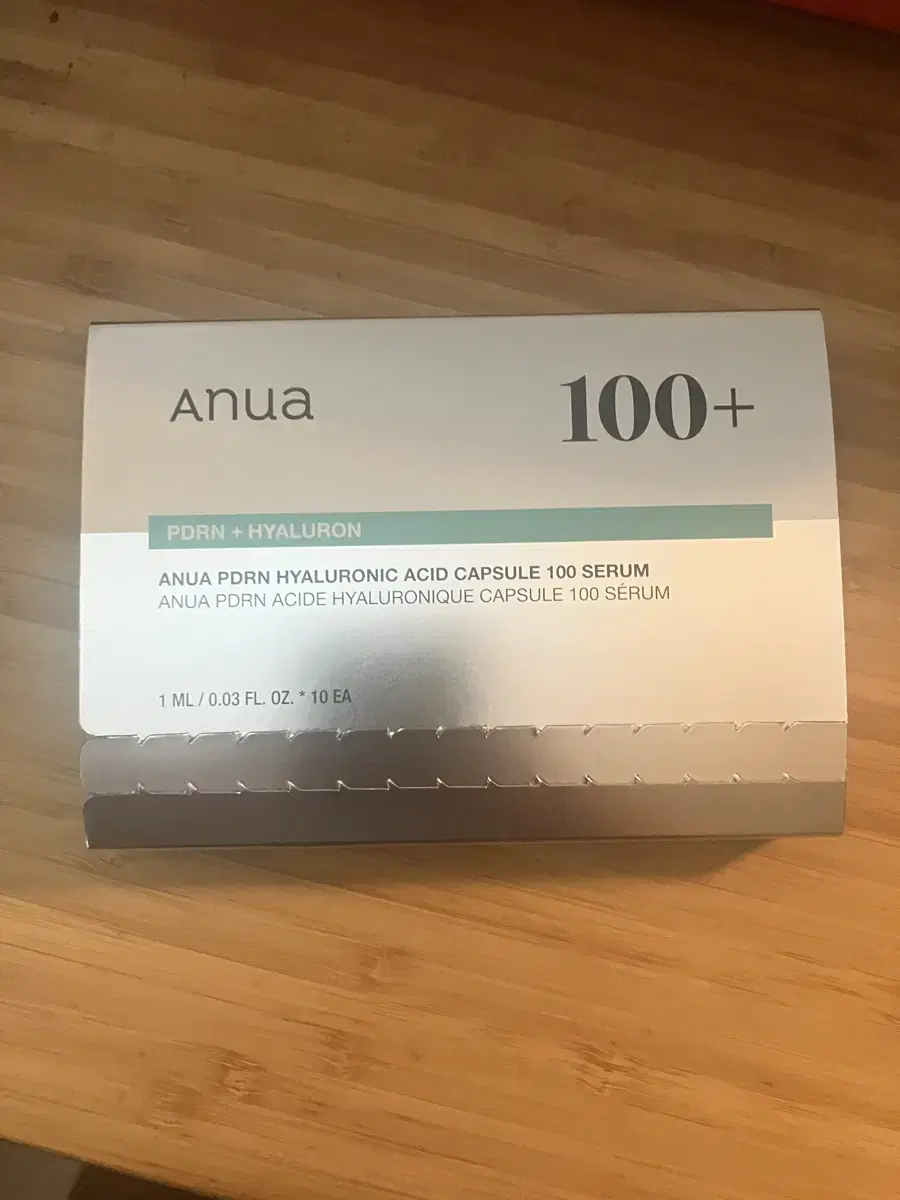 Anua
100+
PDRN + HYALURON
ANUA PDRN HYALURONIC ACID CAPSULE 100 SERUM
ANUA PDRN ACIDE HYALURONIQUE CAPSULE 100 SÉRUM
1 ML / 0.03 FL. OZ. * 10 EA